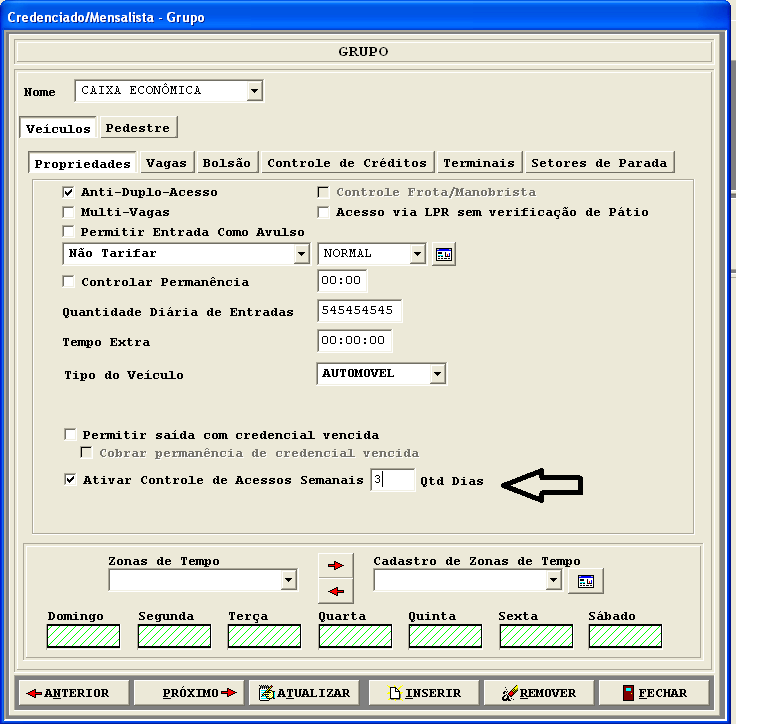 Credenciado/Mensalista - Grupo
GRUPO
Nome CAIXA ECONÔMICA
Veículos Pedestre
Propriedades Vagas Bolsão Controle de Créditos Terminais Setores de Parada
Anti-Duplo-Acesso Controle Frota/Manobrista
Multi-Vagas Acesso via LPR sem verificação de Pátio
Permitir Entrada Como Avulso
Não Tarifar NORMAL
Controlar Permanência 00:00
Quantidade Diária de Entradas 545454545
Tempo Extra 00:00:00
Tipo do Veículo AUTOMOVEL
Permitir saída com credencial vencida
Cobrar permanência de credencial vencida
Ativar Controle de Acessos Semanais 3 Qtd Dias
Zonas de Tempo Cadastro de Zonas de Tempo
Domingo Segunda Terça Quarta Quinta Sexta Sábado
ANTERIOR PRÓXIMO ATUALIZAR INSERIR REMOVER FECHAR